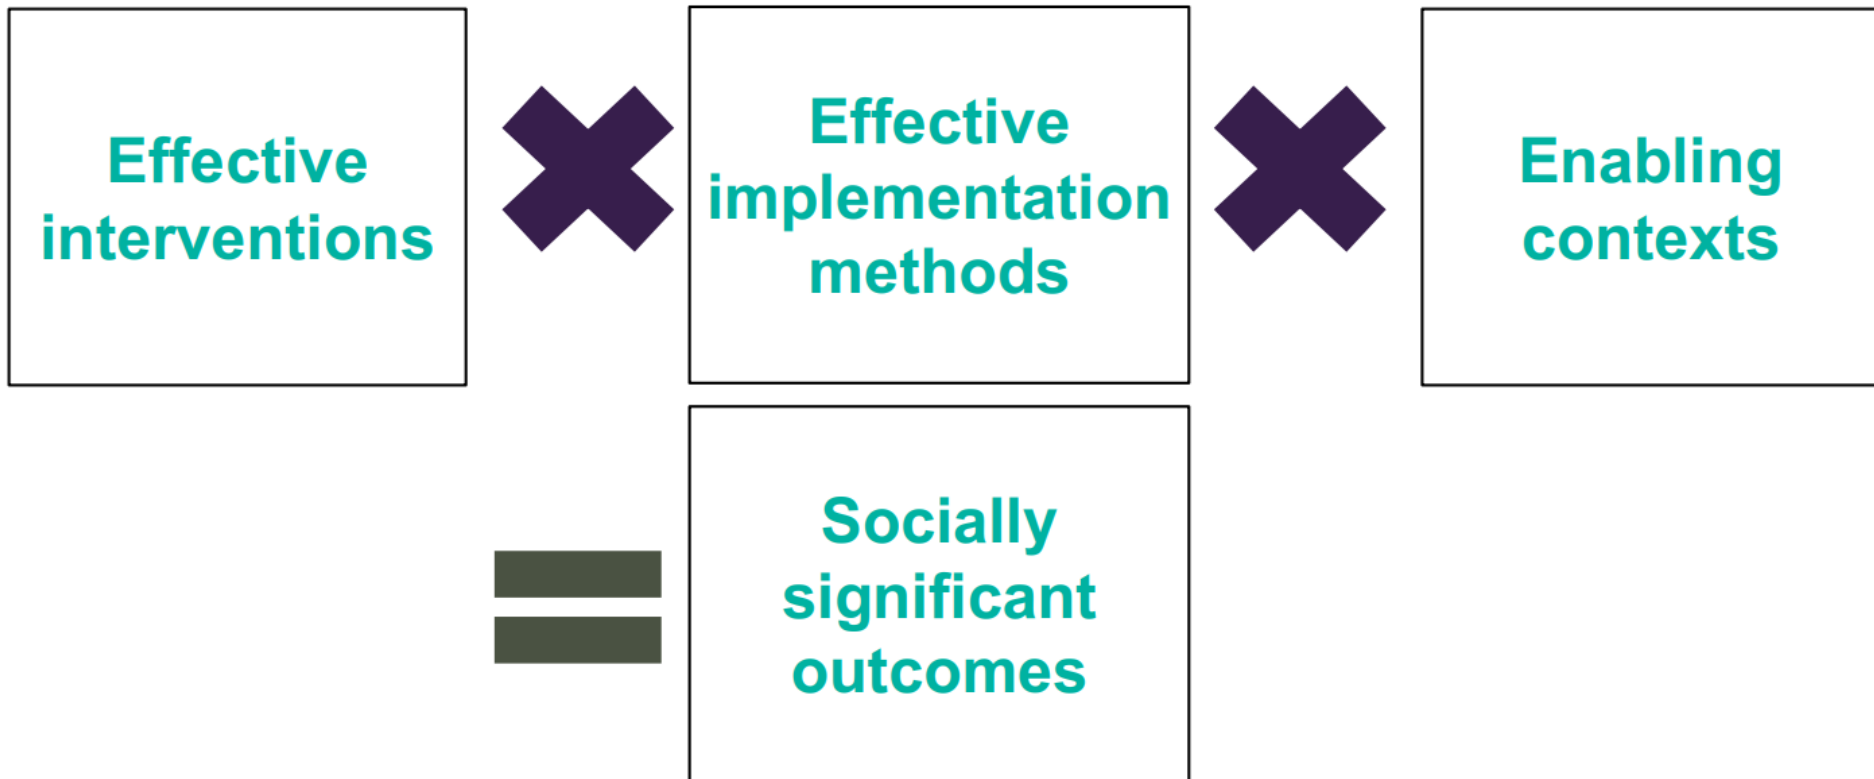 Effective
interventions
Effective
implementation
methods
Enabling
contexts
Socially
significant
outcomes